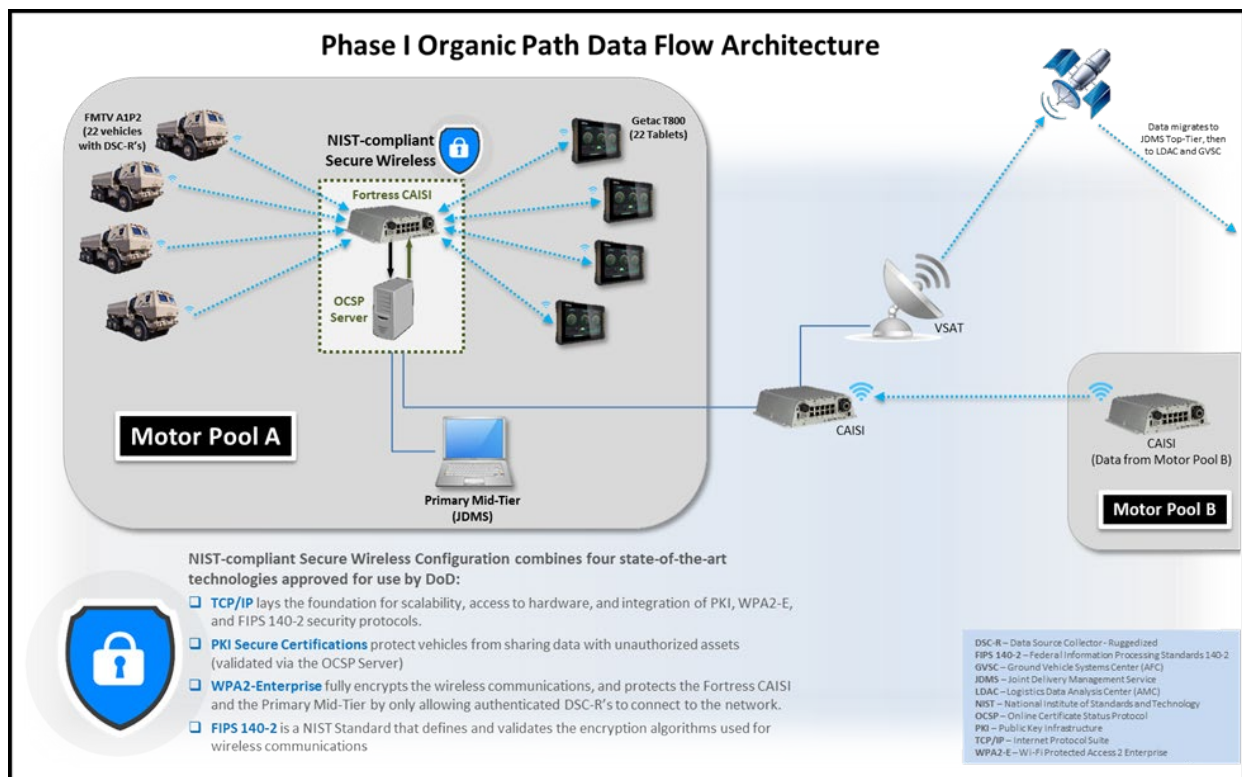 Phase I Organic Path Data Flow Architecture
FMTV A1P2
(22 vehicles
with DSC-R's)
NIST-compliant
Secure Wireless
Getac T800
(22 Tablets)
Fortress CAISI
OCSP
Server
Data migrates to
JDMS Top-Tier, then
to LDAC and GVSC
VSAT
CAISI
CAISI
(Data from Motor Pool B)
Motor Pool A
Motor Pool B
Primary Mid-Tier
(JDMS)
NIST-compliant Secure Wireless Configuration combines four state-of-the-art
technologies approved for use by DoD:
TCP/IP lays the foundation for scalability, access to hardware, and integration of PKI, WPA2-E,
and FIPS 140-2 security protocols.
PKI Secure Certifications protect vehicles from sharing data with unauthorized assets
(validated via the OCSP Server)
WPA2-Enterprise fully encrypts the wireless communications, and protects the Fortress CAISI
and the Primary Mid-Tier by only allowing authenticated DSC-R's to connect to the network.
FIPS 140-2 is a NIST Standard that defines and validates the encryption algorithms used for
wireless communications
DSC-R – Data Source Collector - Ruggedized
FIPS 140-2 – Federal Information Processing Standards 140-2
GVSC – Ground Vehicle Systems Center (AFC)
JDMS – Joint Delivery Management Service
LDAC – Logistics Data Analysis Center (AMC)
NIST – National Institute of Standards and Technology
OCSP – Online Certificate Status Protocol
PKI – Public Key Infrastructure
TCP/IP – Internet Protocol Suite
WPA2-E – Wi-Fi Protected Access 2 Enterprise